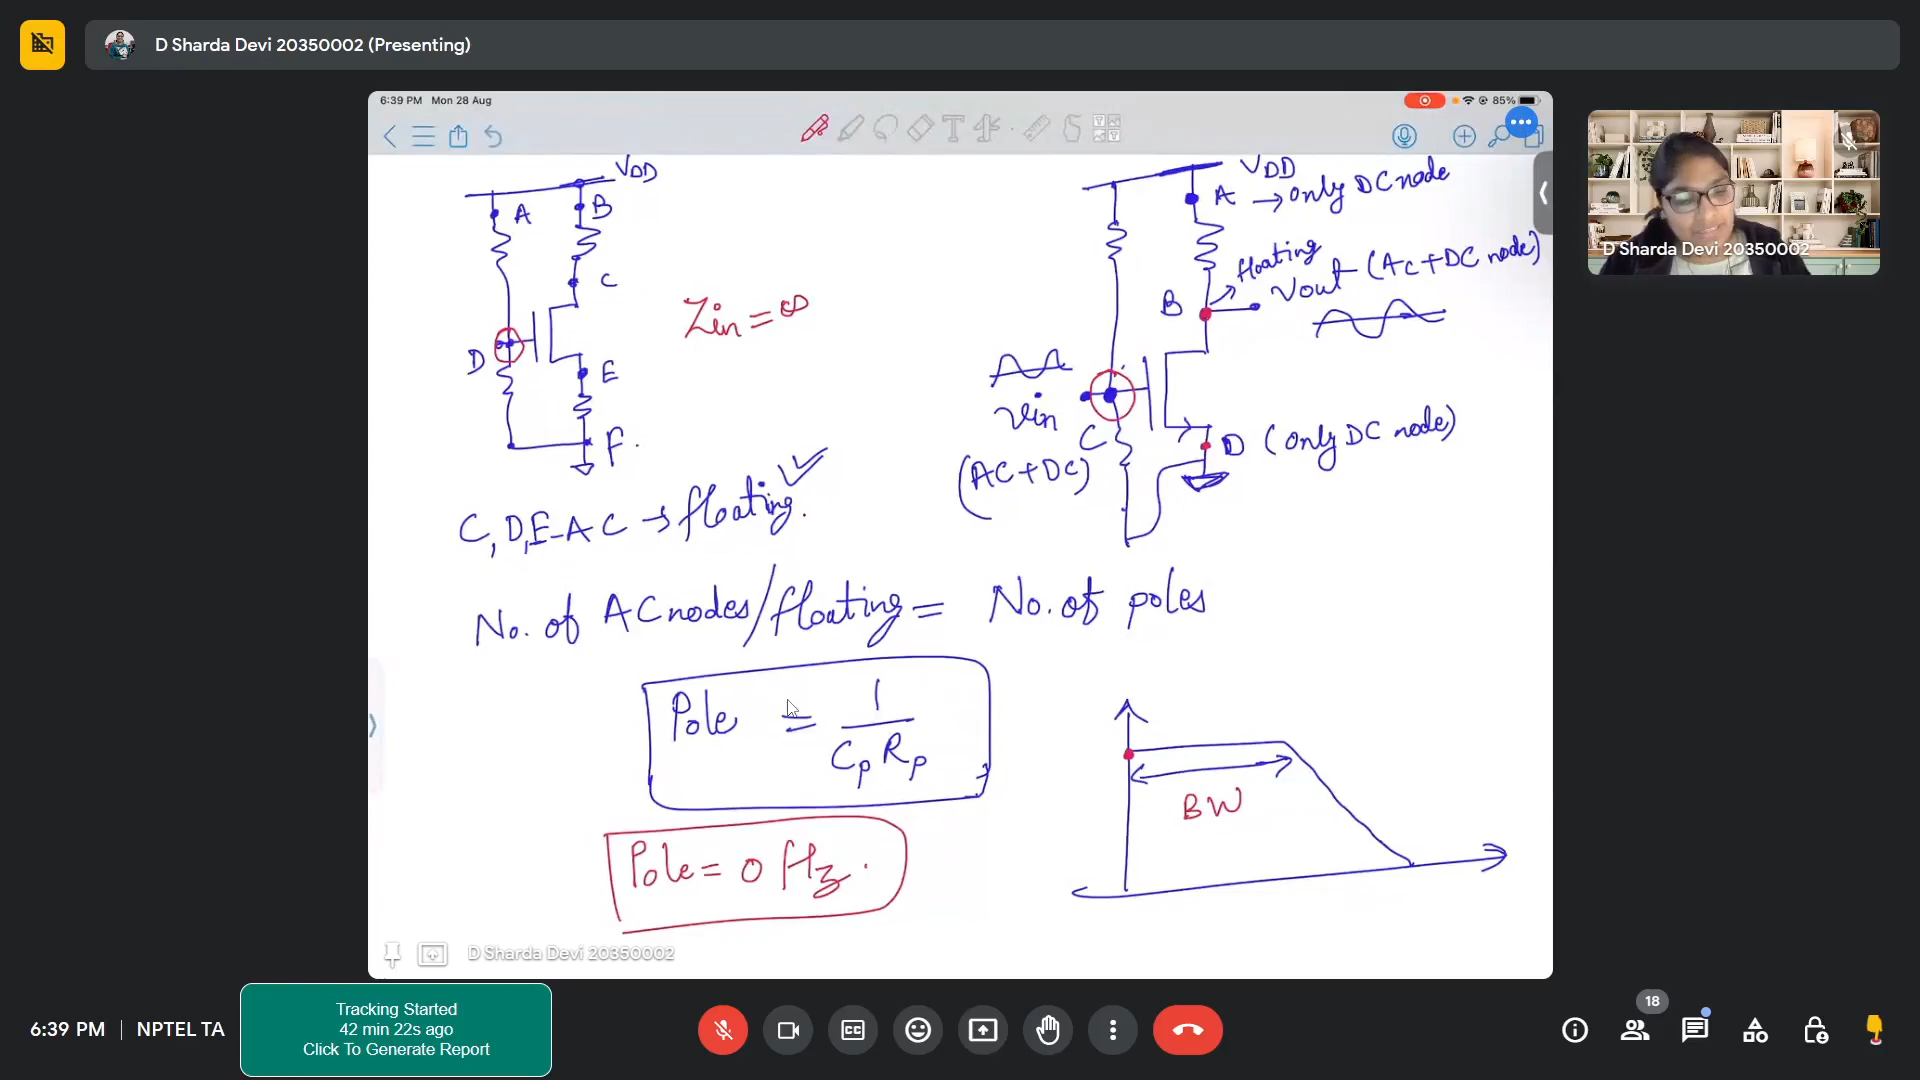 D Sharda Devi 20350002 (Presenting)
6:39 PM Mon 28 Aug
85%
VDD
A
B
C
D
E
F.
Zin = ∞
VDD
A → only DC node
floating
B
Vout - (AC+DC node)
Vin
C
(AC+DC)
D (only DC node)
C, D, E - AC → floating. ✓
No. of AC nodes/floating = No. of poles
Pole = 1
Cp Rp
Pole = 0 Hz.
BW
D Sharda Devi 20350002
D Sharda Devi 20350002
6:39 PM | NPTEL TA
Tracking Started
42 min 22s ago
Click To Generate Report
CC
18